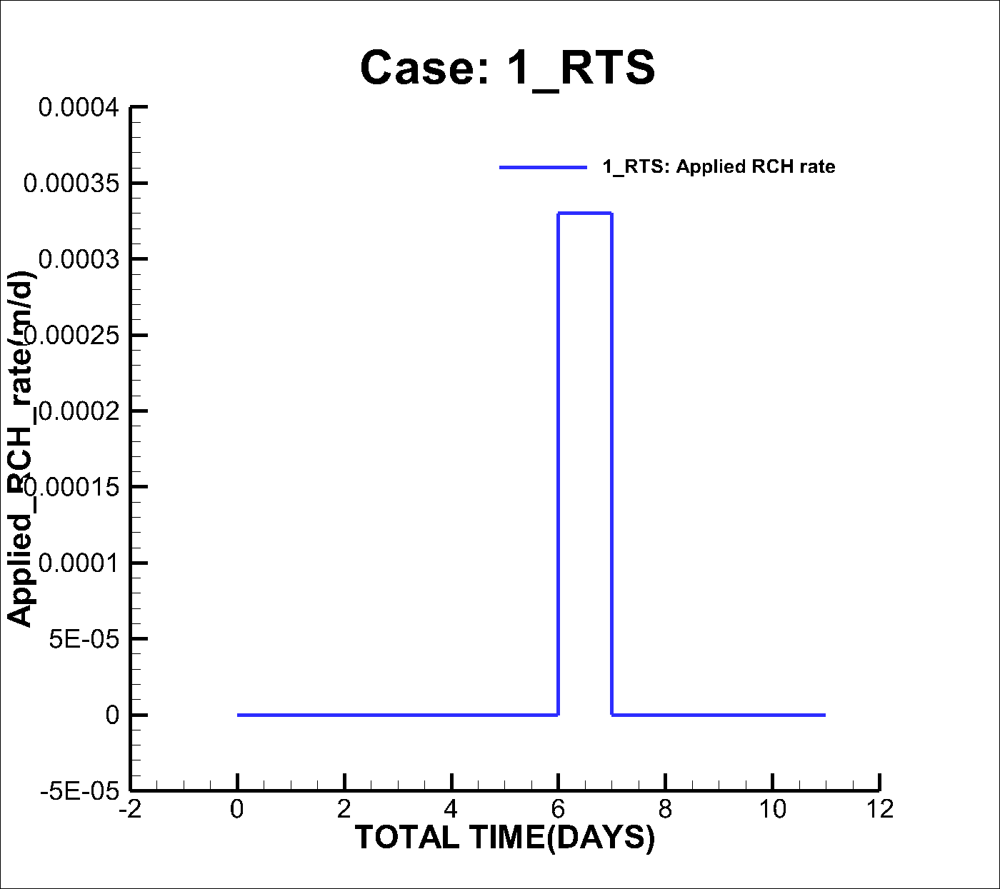 Case: 1_RTS
0.0004
1_RTS: Applied RCH rate
0.00035
0.0003
0.00025
0.0002
0.00015
0.0001
5E-05
0
-5E-05
Applied_RCH_rate(m/d)
-2 0 2 4 6 8 10 12
TOTAL TIME(DAYS)